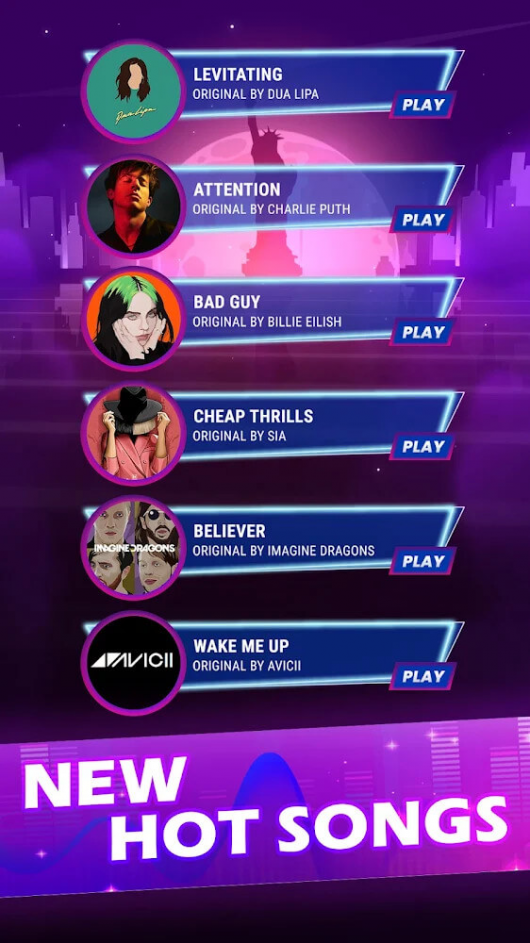 LEVITATING
ORIGINAL BY DUA LIPA
PLAY
Dua Lipa
ATTENTION
ORIGINAL BY CHARLIE PUTH
PLAY
BAD GUY
ORIGINAL BY BILLIE EILISH
PLAY
CHEAP THRILLS
ORIGINAL BY SIA
PLAY
IMAGINE DRAGONS
BELIEVER
ORIGINAL BY IMAGINE DRAGONS
PLAY
AVICII
WAKE ME UP
ORIGINAL BY AVICII
PLAY
NEW
HOT SONGS